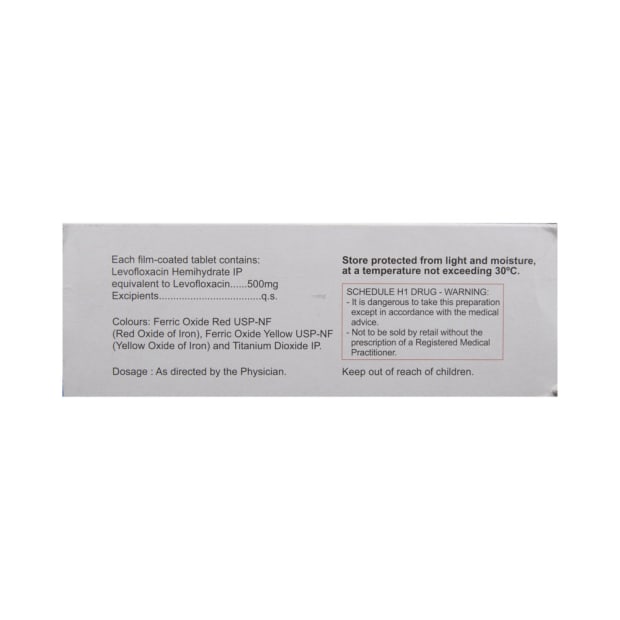 Each film-coated tablet contains:
Levofloxacin Hemihydrate IP
equivalent to Levofloxacin......500mg
Excipients....................................q.s.
Colours: Ferric Oxide Red USP-NF
(Red Oxide of Iron), Ferric Oxide Yellow USP-NF
(Yellow Oxide of Iron) and Titanium Dioxide IP.
Dosage : As directed by the Physician.
Store protected from light and moisture,
at a temperature not exceeding 30ºC.
SCHEDULE H1 DRUG - WARNING:
- It is dangerous to take this preparation
except in accordance with the medical
advice.
- Not to be sold by retail without the
prescription of a Registered Medical
Practitioner.
Keep out of reach of children.